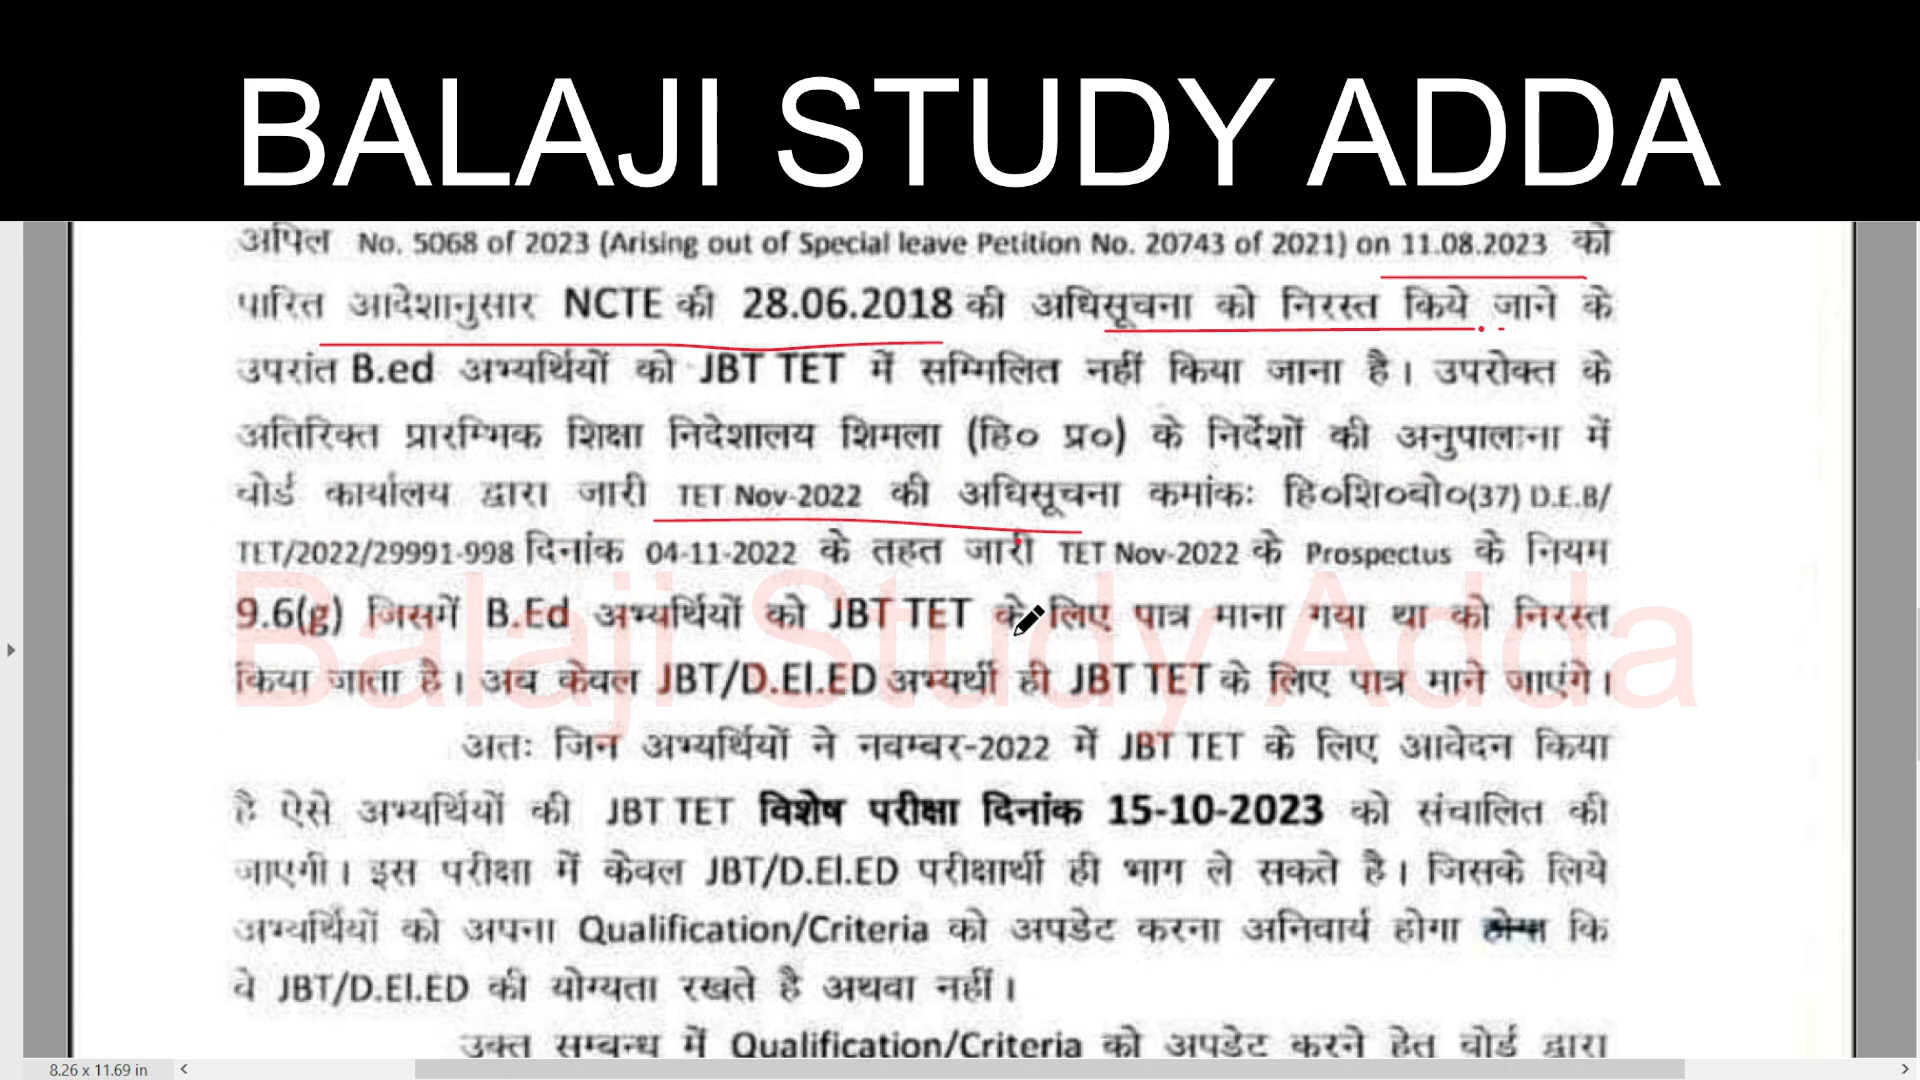 BALAJI STUDY ADDA
अपिल No. 5068 of 2023 (Arising out of Special leave Petition No. 20743 of 2021) on 11.08.2023 को
पारित आदेशानुसार NCTE की 28.06.2018 की अधिसूचना को निरस्त किये जाने के
उपरांत B.ed अभ्यर्थियों को JBT TET में सम्मिलित नहीं किया जाना है। उपरोक्त के
अतिरिक्त प्रारम्भिक शिक्षा निदेशालय शिमला (हि० प्र०) के निर्देशों की अनुपालना में
बोर्ड कार्यालय द्वारा जारी TET Nov-2022 की अधिसूचना कमांकः हि०शि०बो०(37) D.E.B/
TET/2022/29991-998 दिनांक 04-11-2022 के तहत जारी TET Nov-2022 के Prospectus के नियम
9.6(g) जिसमें B.Ed अभ्यर्थियों को JBT TET के लिए पात्र माना गया था को निरस्त
किया जाता है। अब केवल JBT/D.El.ED अभ्यर्थी ही JBT TET के लिए पात्र माने जाएंगे।
Balaji Study Adda
अतः जिन अभ्यर्थियों ने नवम्बर-2022 में JBT TET के लिए आवेदन किया
है ऐसे अभ्यर्थियों की JBT TET विशेष परीक्षा दिनांक 15-10-2023 को संचालित की
जाएगी। इस परीक्षा में केवल JBT/D.El.ED परीक्षार्थी ही भाग ले सकते है। जिसके लिये
अभ्यर्थियों को अपना Qualification/Criteria को अपडेट करना अनिवार्य होगा कि
वे JBT/D.El.ED की योग्यता रखते है अथवा नहीं।
उक्त सम्बन्ध में Qualification/Criteria को अपडेट करने हेतु बोर्ड द्वारा
8.26 x 11.69 in